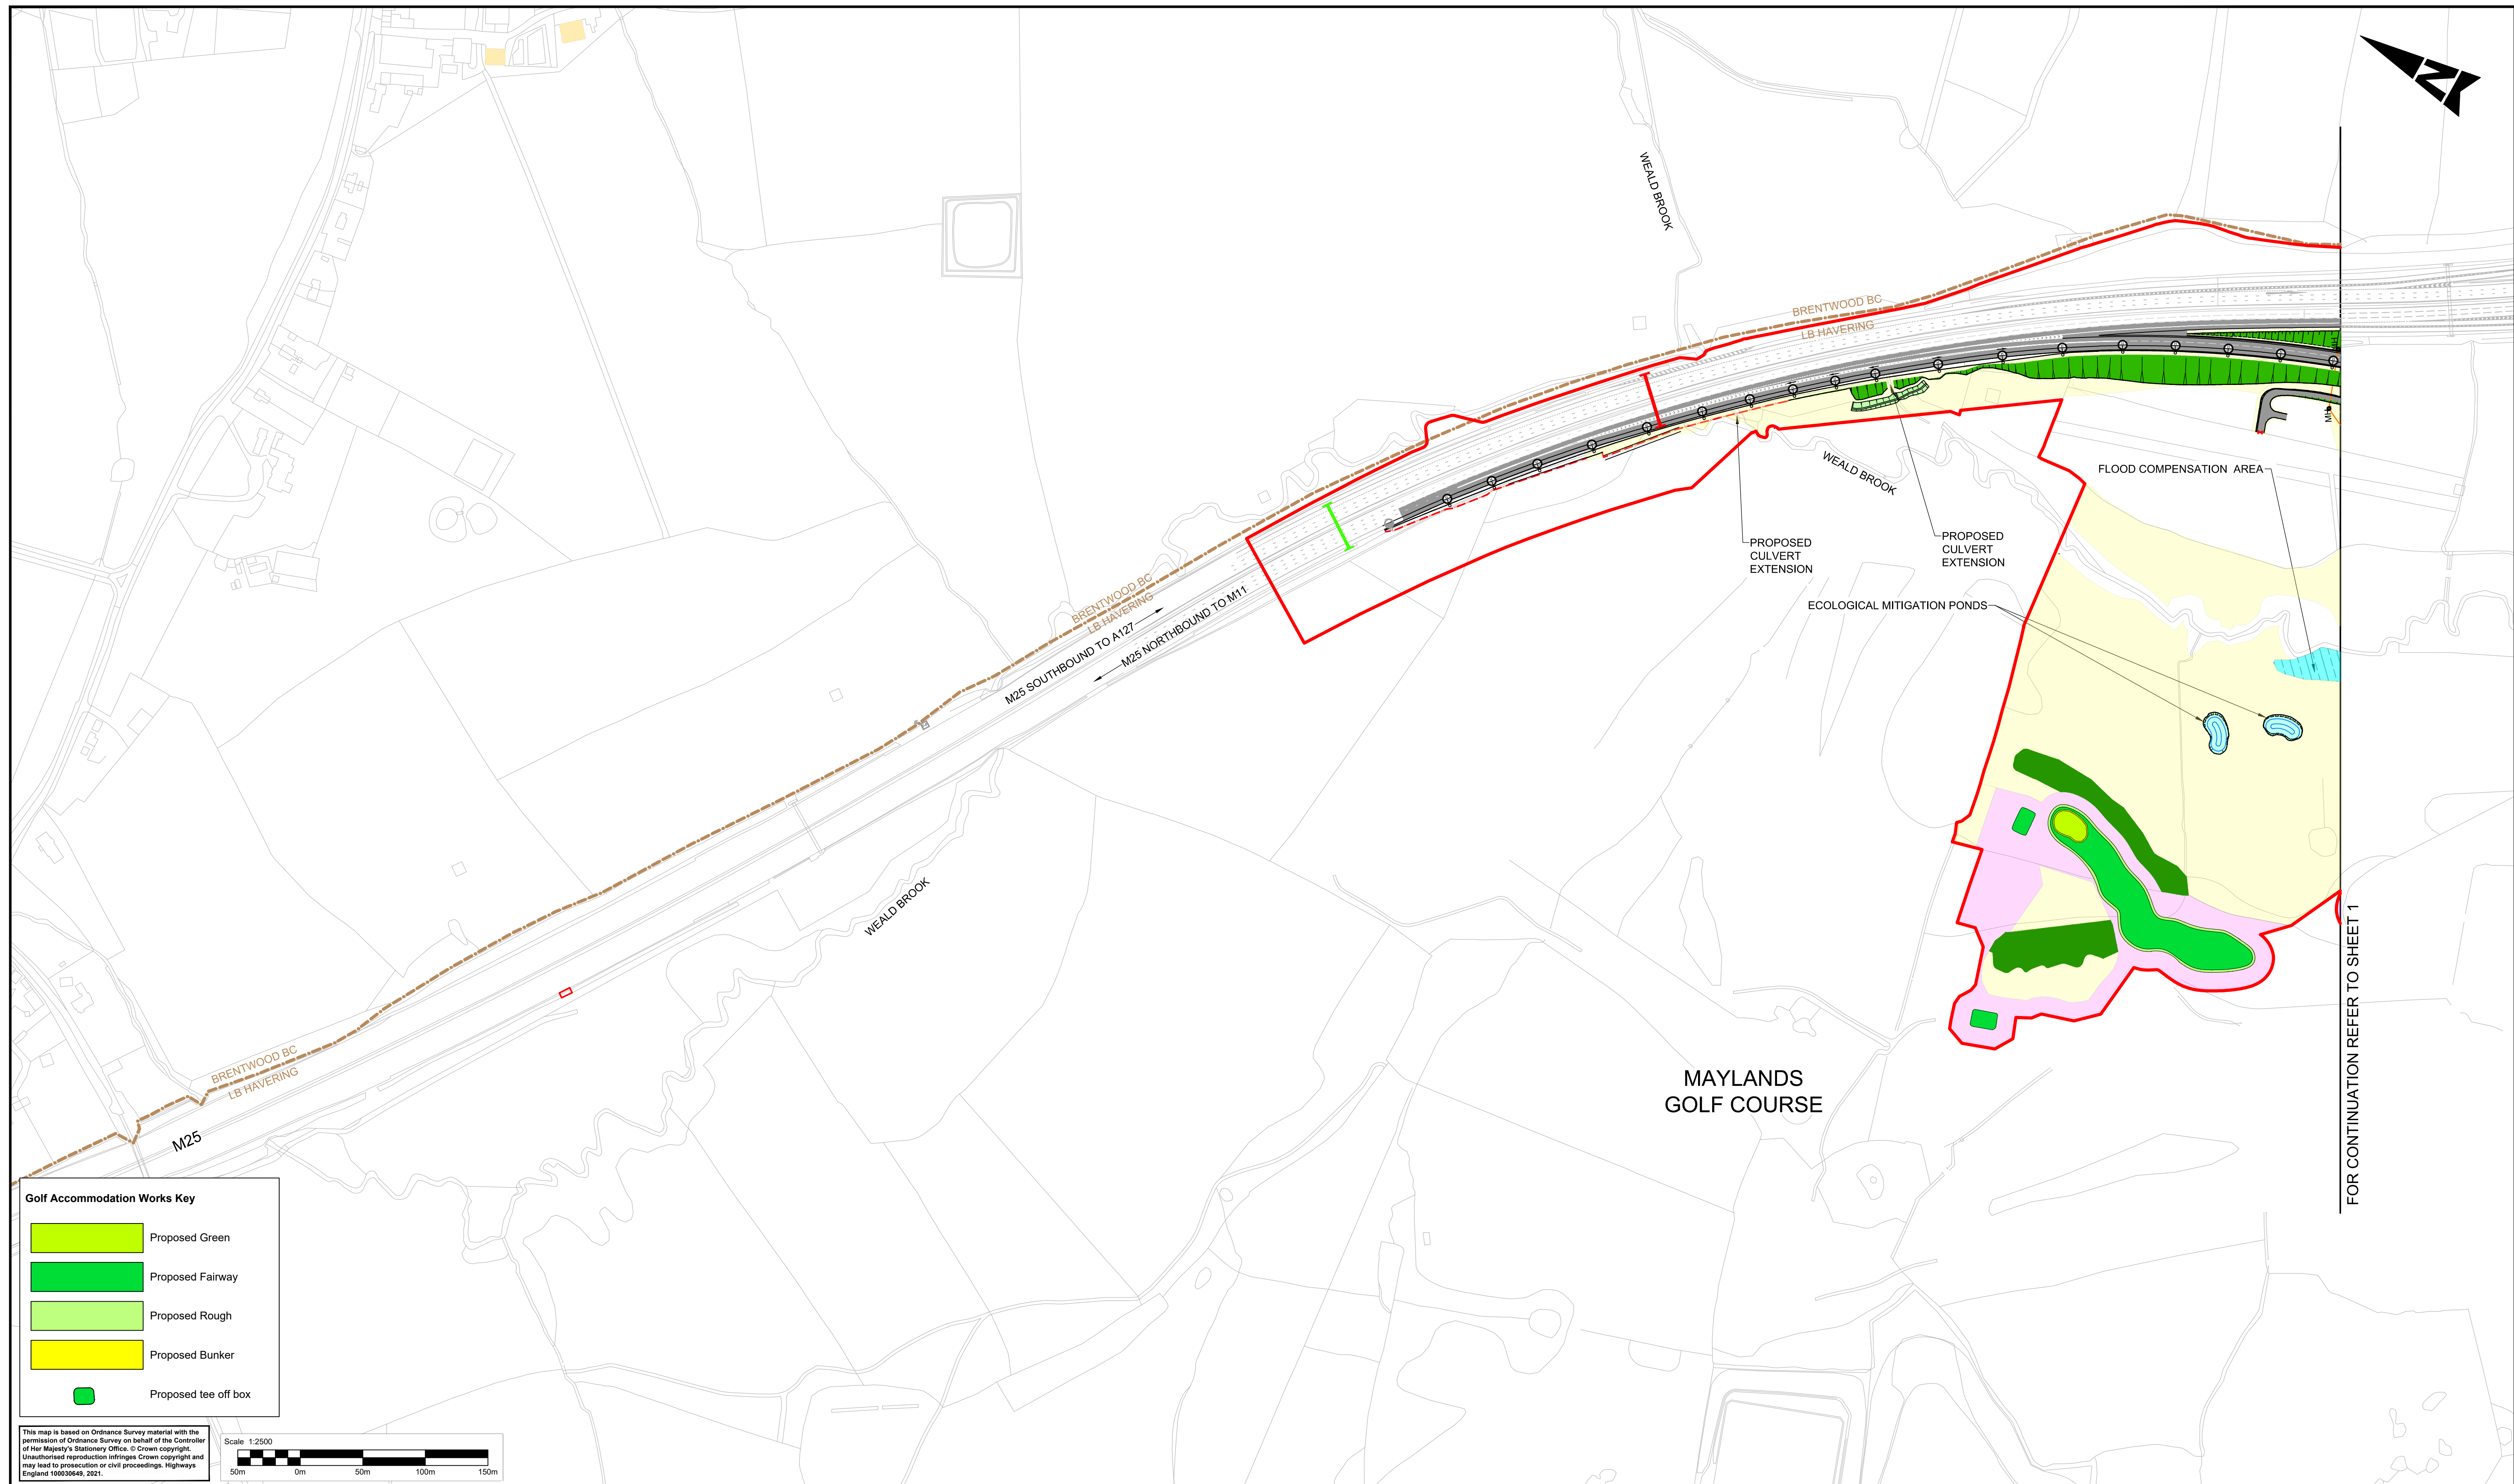 N
WEALD BROOK
BRENTWOOD BC
LB HAVERING
FLOOD COMPENSATION AREA
WEALD BROOK
PROPOSED
CULVERT
EXTENSION
PROPOSED
CULVERT
EXTENSION
ECOLOGICAL MITIGATION PONDS
BRENTWOOD BC
LB HAVERING
M25 SOUTHBOUND TO A127
M25 NORTHBOUND TO M11
WEALD BROOK
FOR CONTINUATION REFER TO SHEET 1
BRENTWOOD BC
LB HAVERING
M25
MAYLANDS
GOLF COURSE
Golf Accommodation Works Key
Proposed Green
Proposed Fairway
Proposed Rough
Proposed Bunker
Proposed tee off box
This map is based on Ordnance Survey material with the
permission of Ordnance Survey on behalf of the Controller
of Her Majesty's Stationery Office. © Crown copyright.
Unauthorised reproduction infringes Crown copyright and
may lead to prosecution or civil proceedings. Highways
England 100030649, 2021.
Scale 1:2500
50m 0m 50m 100m 150m